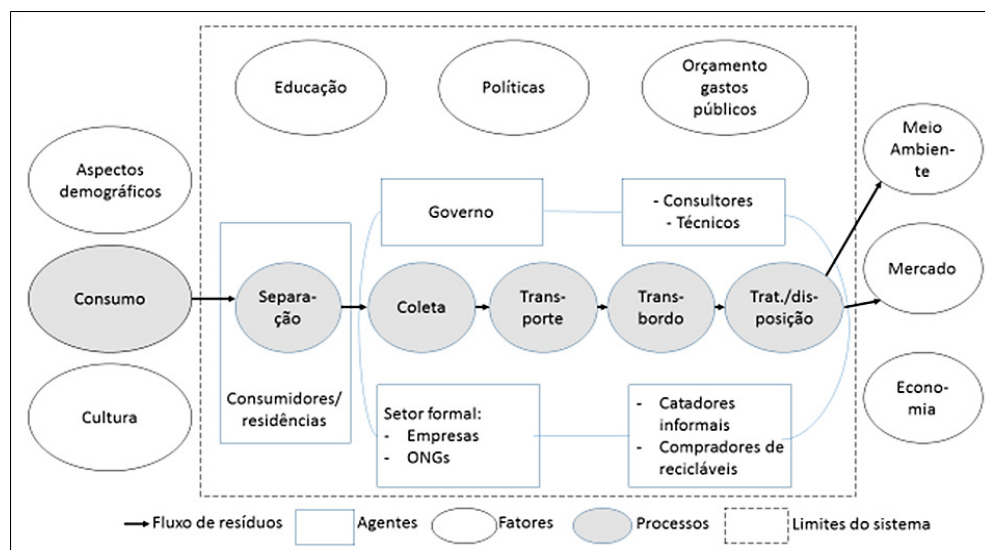 Educação
Políticas
Orçamento
gastos
públicos
Aspectos
demográficos
Meio
Ambien-
te
Governo
- Consultores
- Técnicos
Consumo
Separa-
ção
Coleta
Trans-
porte
Trans-
bordo
Trat./dis-
posição
Mercado
Cultura
Consumidores/
residências
Setor formal:
- Empresas
- ONGs
- Catadores
informais
- Compradores de
recicláveis
Econo-
mia
Fluxo de resíduos
Agentes
Fatores
Processos
Limites do sistema